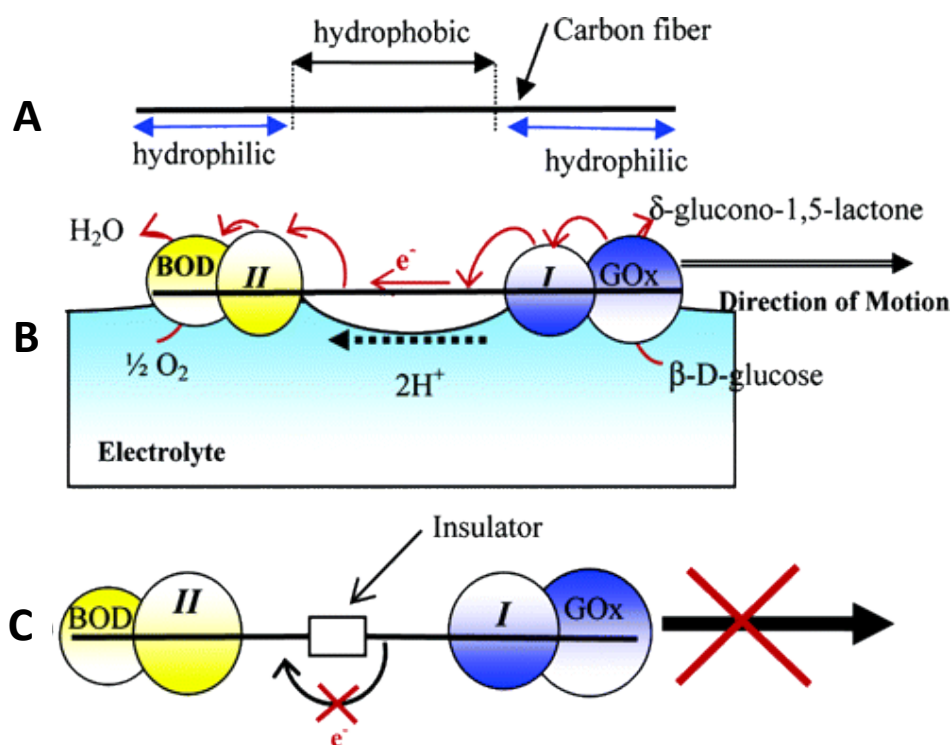 hydrophobic
Carbon fiber
A
hydrophilic
hydrophilic
H₂O
δ-glucono-1,5-lactone
BOD
II
e⁻
I
GOx
Direction of Motion
B
½ O₂
2H⁺
β-D-glucose
Electrolyte
Insulator
C
BOD
II
I
GOx
e⁻